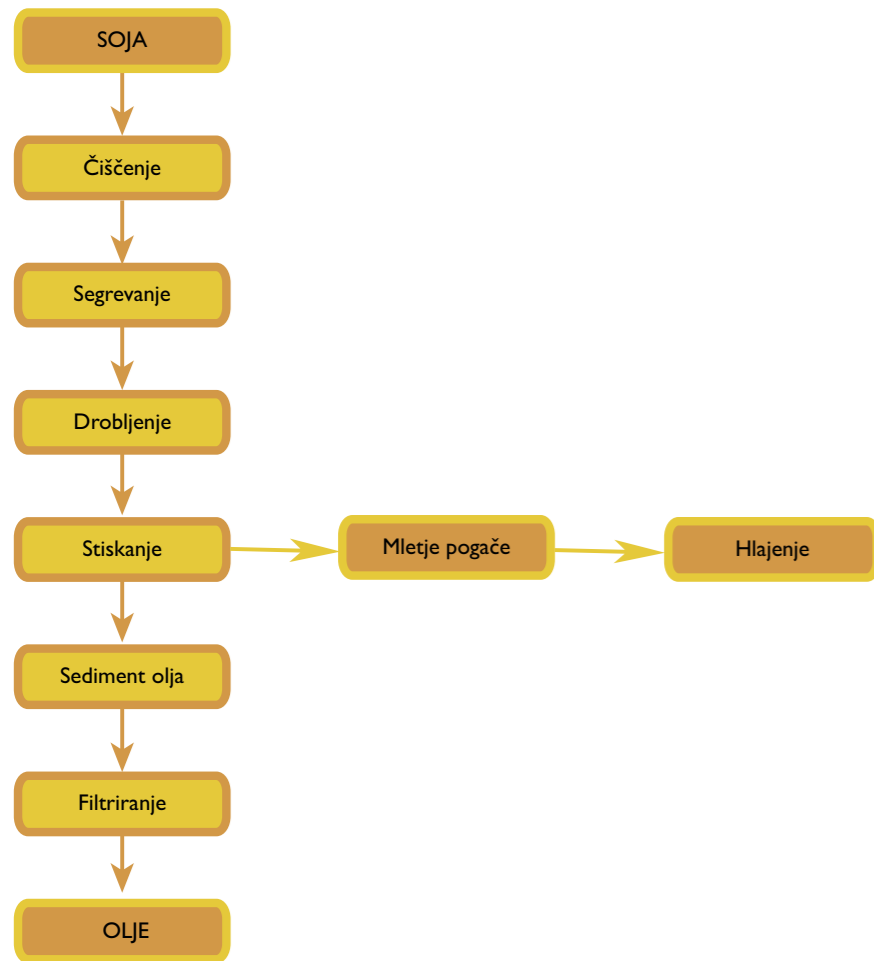 SOJA
Čiščenje
Segrevanje
Drobljenje
Stiskanje
Mletje pogače
Hlajenje
Sediment olja
Filtriranje
OLJE